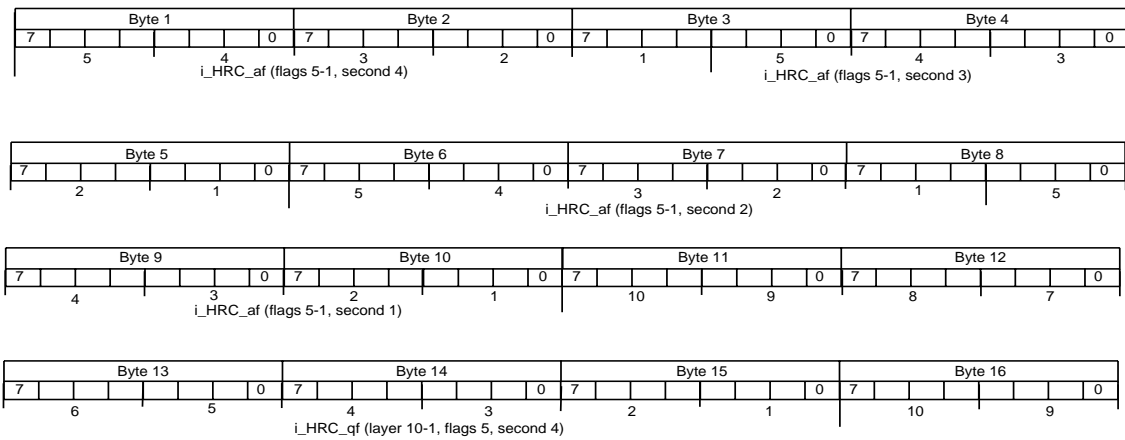 Byte 1 Byte 2 Byte 3 Byte 4
7 0 7 0 7 0 7 0
5 4 3 2 1 5 4 3
i_HRC_af (flags 5-1, second 4) i_HRC_af (flags 5-1, second 3)
Byte 5 Byte 6 Byte 7 Byte 8
7 0 7 0 7 0 7 0
2 1 5 4 3 2 1 5
i_HRC_af (flags 5-1, second 2)
Byte 9 Byte 10 Byte 11 Byte 12
7 0 7 0 7 0 7 0
4 3 2 1 10 9 8 7
i_HRC_af (flags 5-1, second 1)
Byte 13 Byte 14 Byte 15 Byte 16
7 0 7 0 7 0 7 0
6 5 4 3 2 1 10 9
i_HRC_qf (layer 10-1, flags 5, second 4)